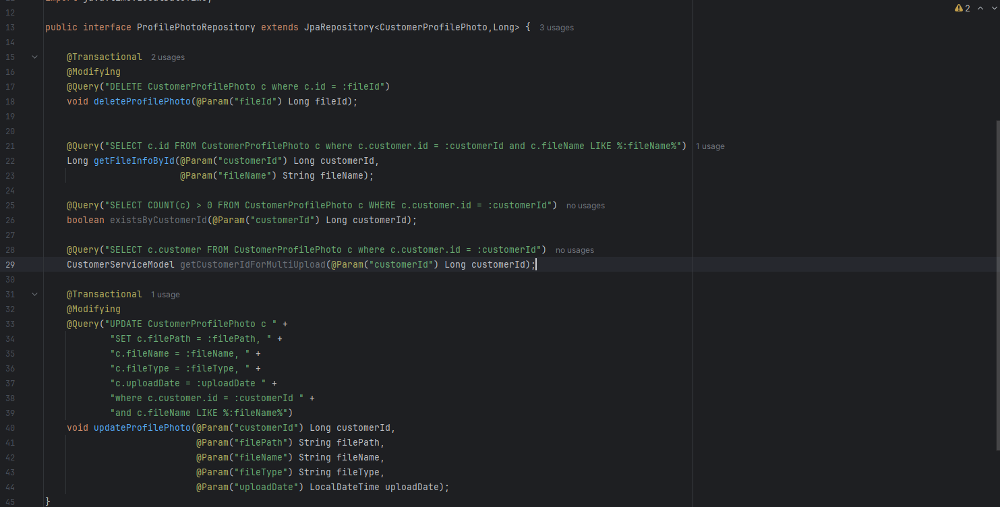 12
⚠ 2
13 public interface ProfilePhotoRepository extends JpaRepository<CustomerProfilePhoto,Long> { 3 usages
14
15 @Transactional 2 usages
16 @Modifying
17 @Query("DELETE CustomerProfilePhoto c where c.id = :fileId")
18 void deleteProfilePhoto(@Param("fileId") Long fileId);
19
20
21 @Query("SELECT c.id FROM CustomerProfilePhoto c where c.customer.id = :customerId and c.fileName LIKE %:fileName%") 1 usage
22 Long getFileInfoById(@Param("customerId") Long customerId,
23 @Param("fileName") String fileName);
24
25 @Query("SELECT COUNT(c) > 0 FROM CustomerProfilePhoto c WHERE c.customer.id = :customerId") no usages
26 boolean existsByCustomerId(@Param("customerId") Long customerId);
27
28 @Query("SELECT c.customer FROM CustomerProfilePhoto c where c.customer.id = :customerId") no usages
29 CustomerServiceModel getCustomerIdForMultiUpload(@Param("customerId") Long customerId);
30
31 @Transactional 1 usage
32 @Modifying
33 @Query("UPDATE CustomerProfilePhoto c " +
34 "SET c.filePath = :filePath, " +
35 "c.fileName = :fileName, " +
36 "c.fileType = :fileType, " +
37 "c.uploadDate = :uploadDate " +
38 "where c.customer.id = :customerId " +
39 "and c.fileName LIKE %:fileName%")
40 void updateProfilePhoto(@Param("customerId") Long customerId,
41 @Param("filePath") String filePath,
42 @Param("fileName") String fileName,
43 @Param("fileType") String fileType,
44 @Param("uploadDate") LocalDateTime uploadDate);
45 }